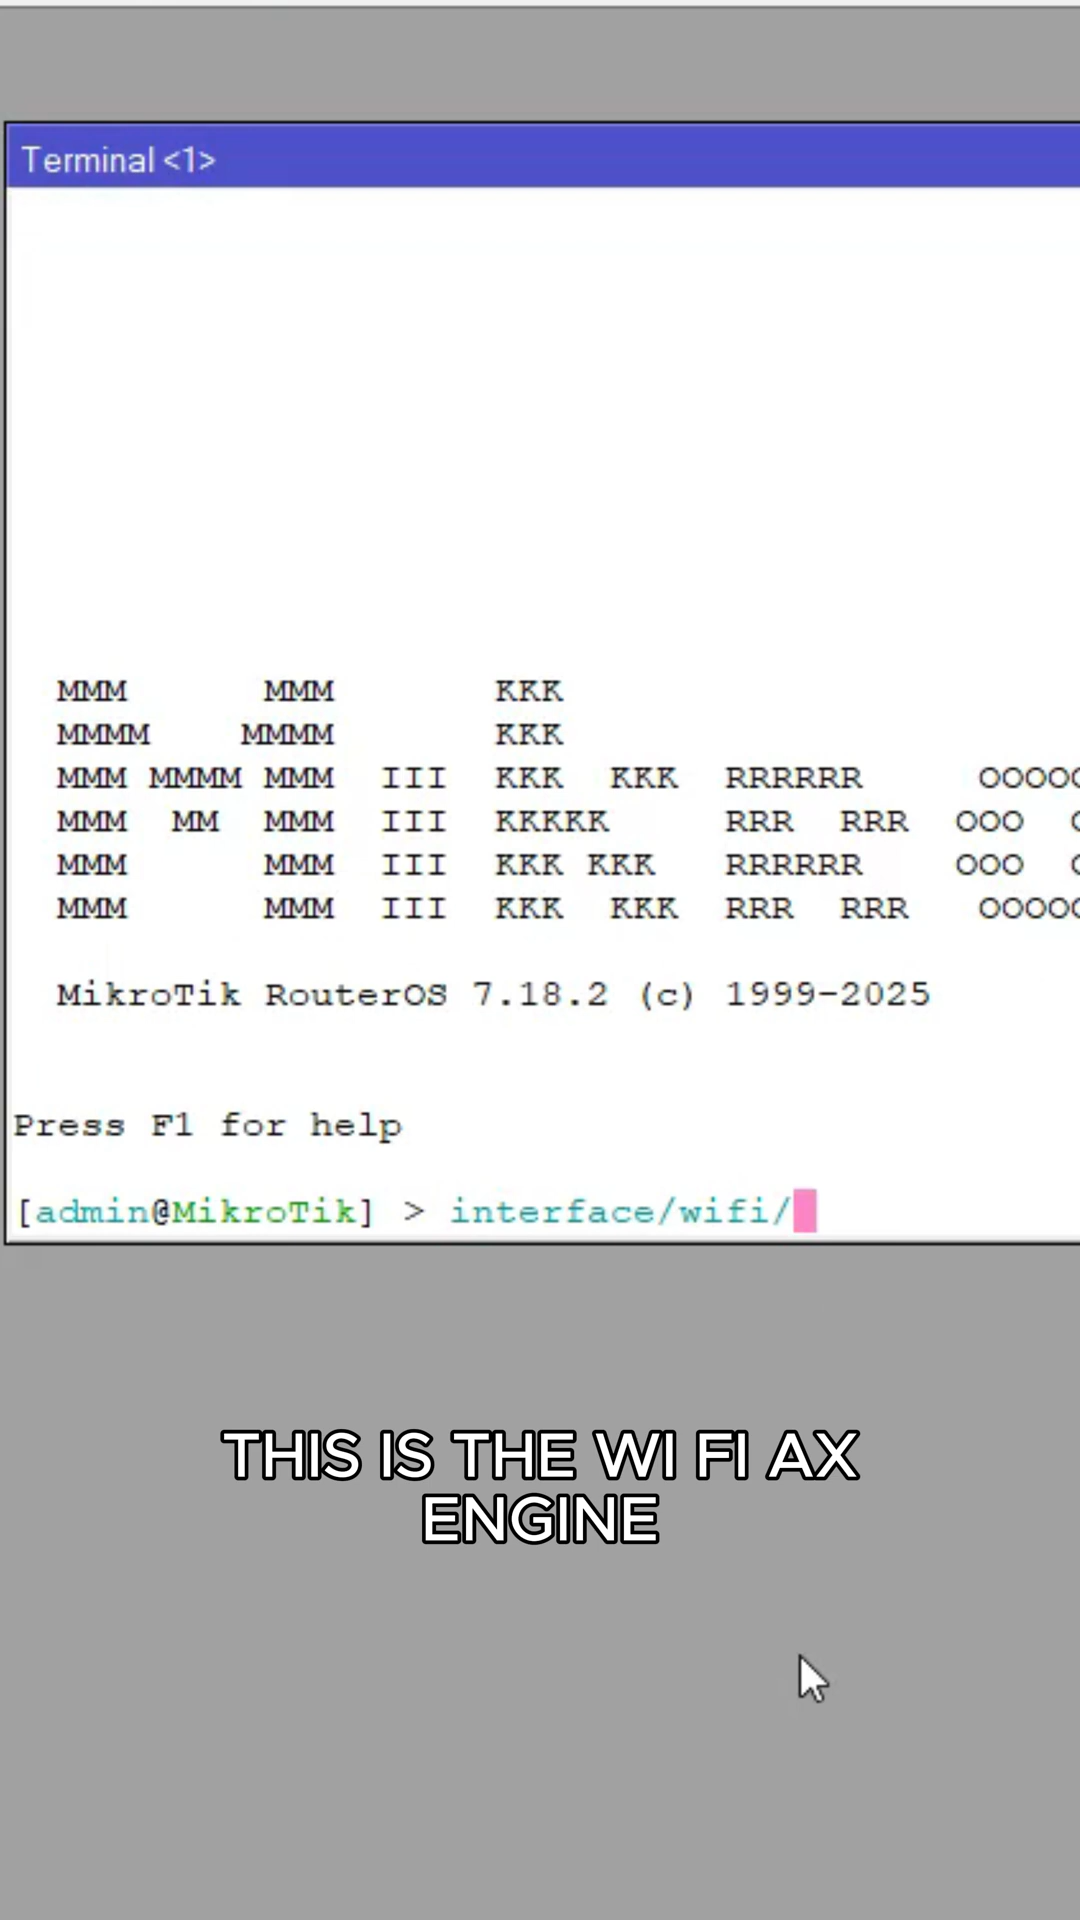 Terminal <1>
MMM      MMM       KKK
MMMM    MMMM       KKK
MMM MMMM MMM  III  KKK  KKK  RRRRRR     OOOOO
MMM  MM  MMM  III  KKKKK     RRR  RRR  OOO  O
MMM      MMM  III  KKK KKK   RRRRRR    OOO  O
MMM      MMM  III  KKK  KKK  RRR  RRR   OOOOO
MikroTik RouterOS 7.18.2 (c) 1999-2025
Press F1 for help
[admin@MikroTik] > interface/wifi/
THIS IS THE WI FI AX
ENGINE